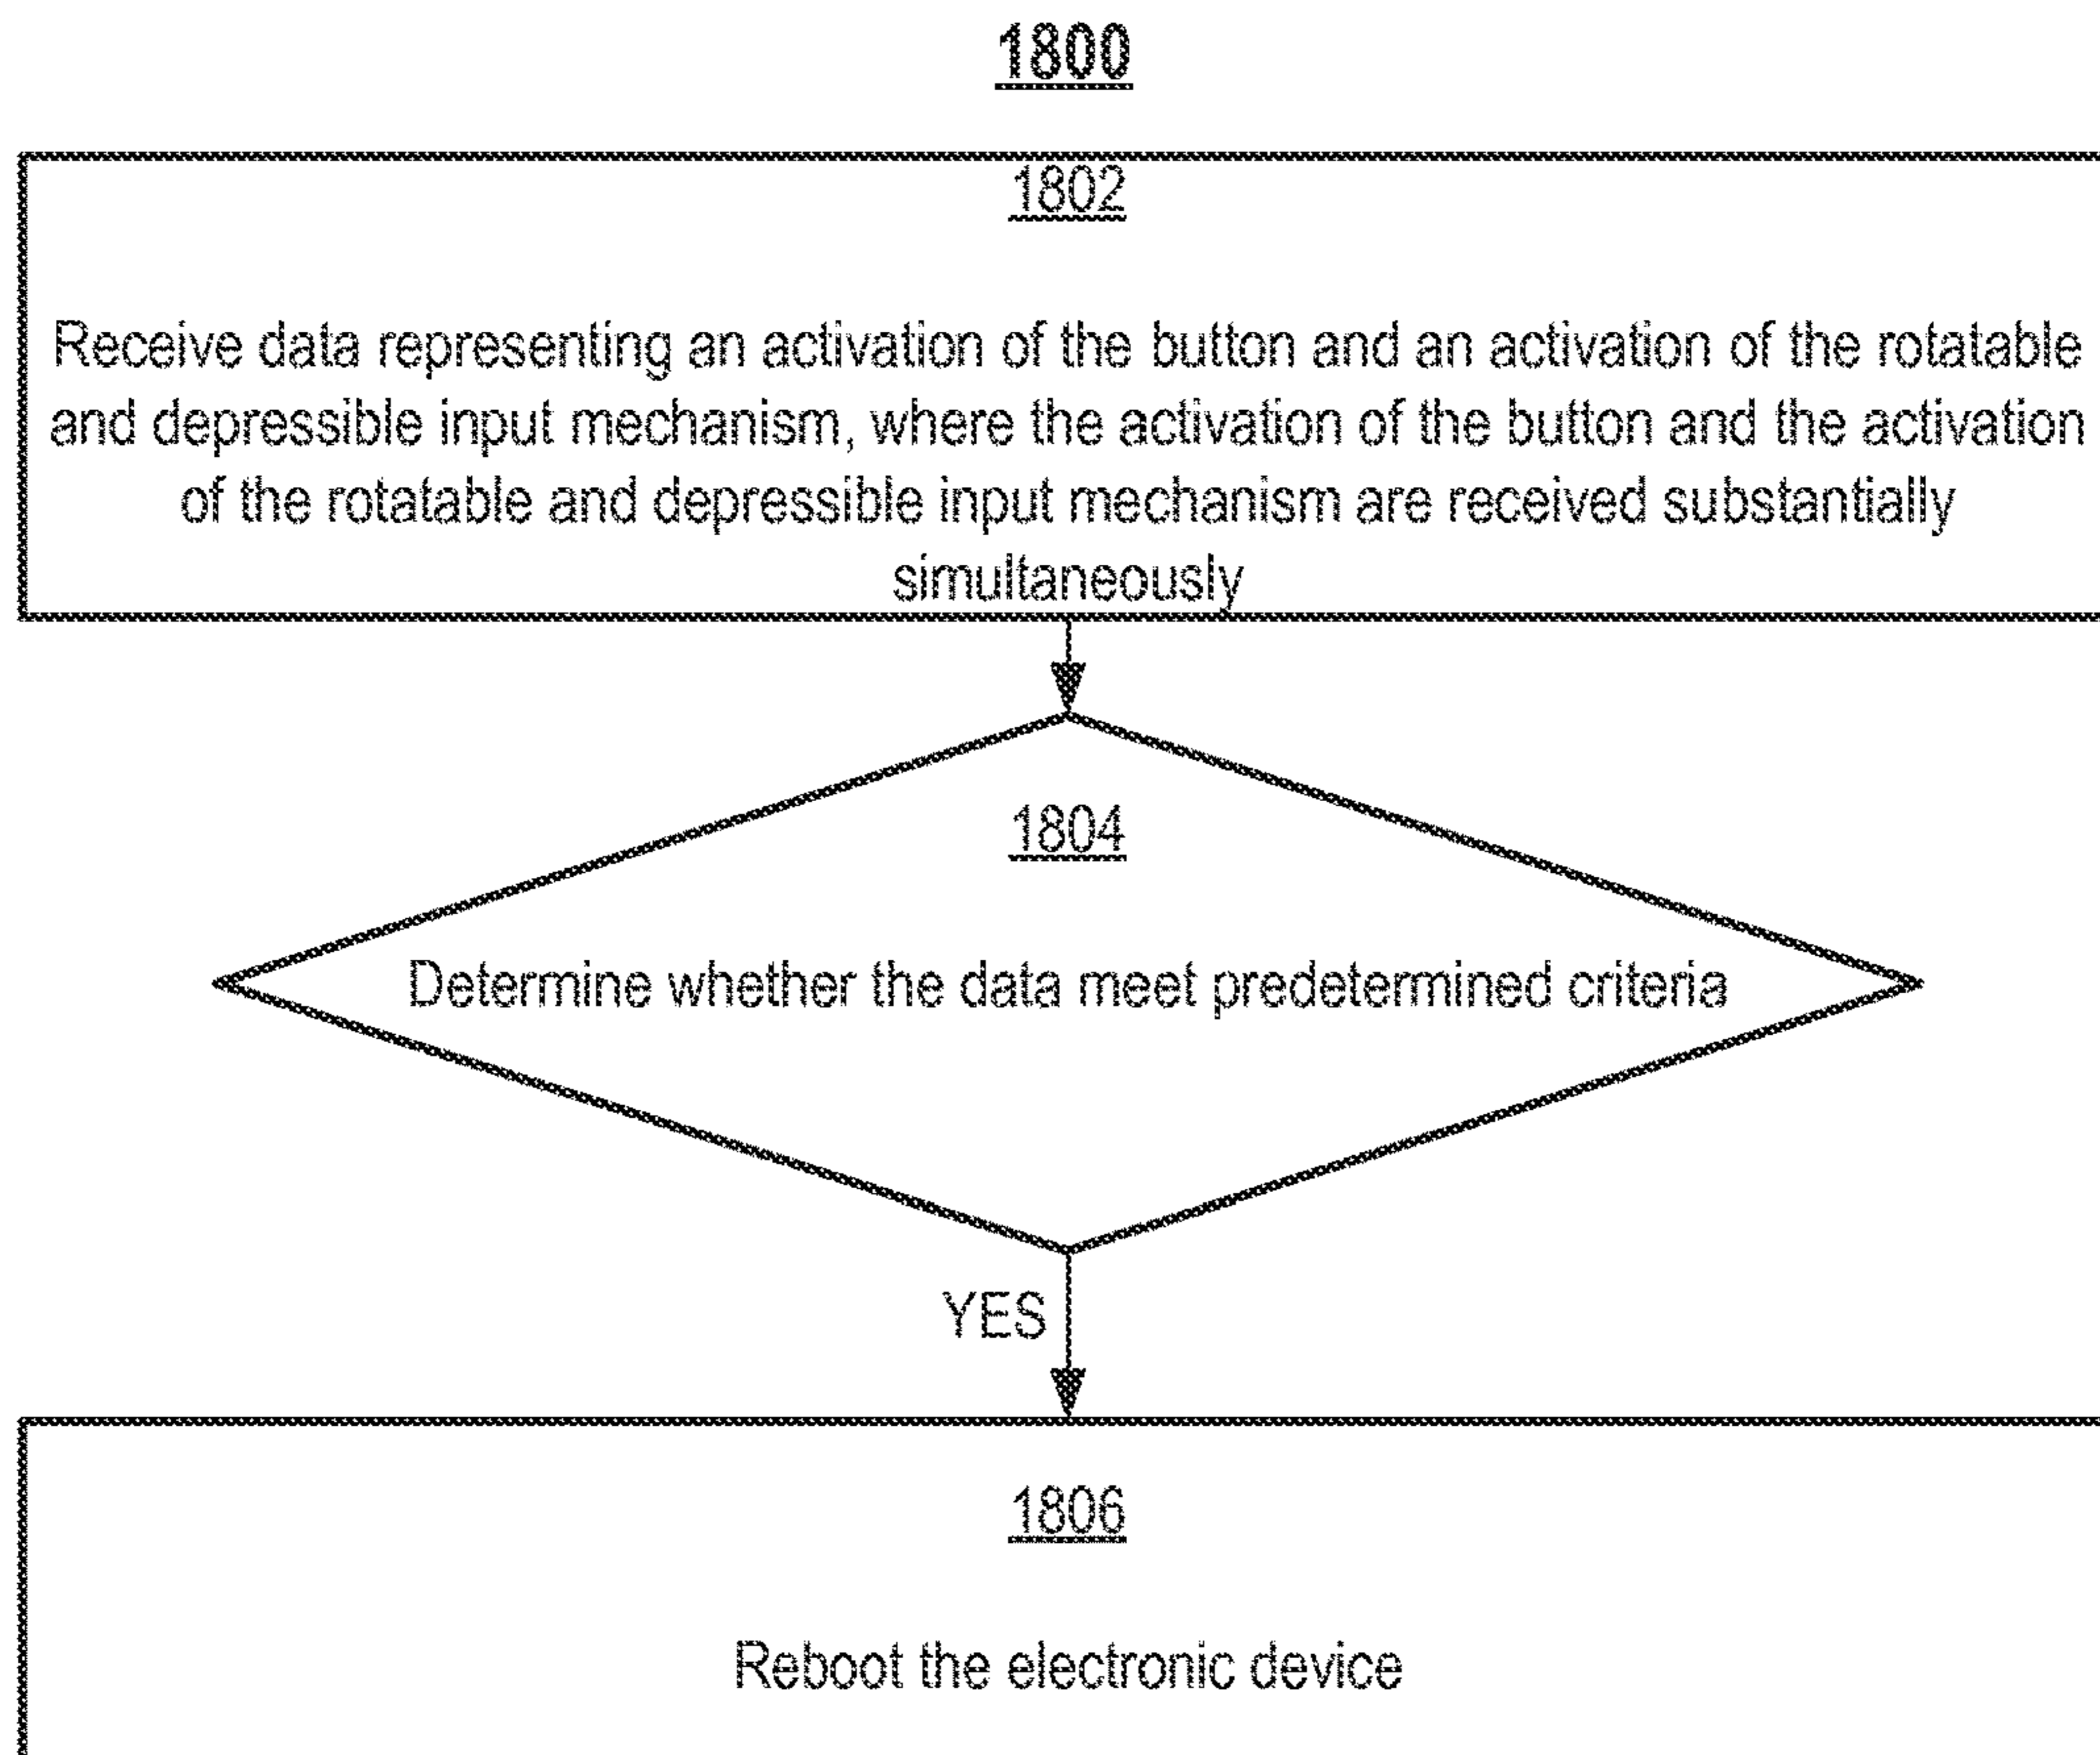 1800
1802
Receive data representing an activation of the button and an activation of the rotatable
and depressible input mechanism, where the activation of the button and the activation
of the rotatable and depressible input mechanism are received substantially
simultaneously
1804
Determine whether the data meet predetermined criteria
YES
1806
Reboot the electronic device